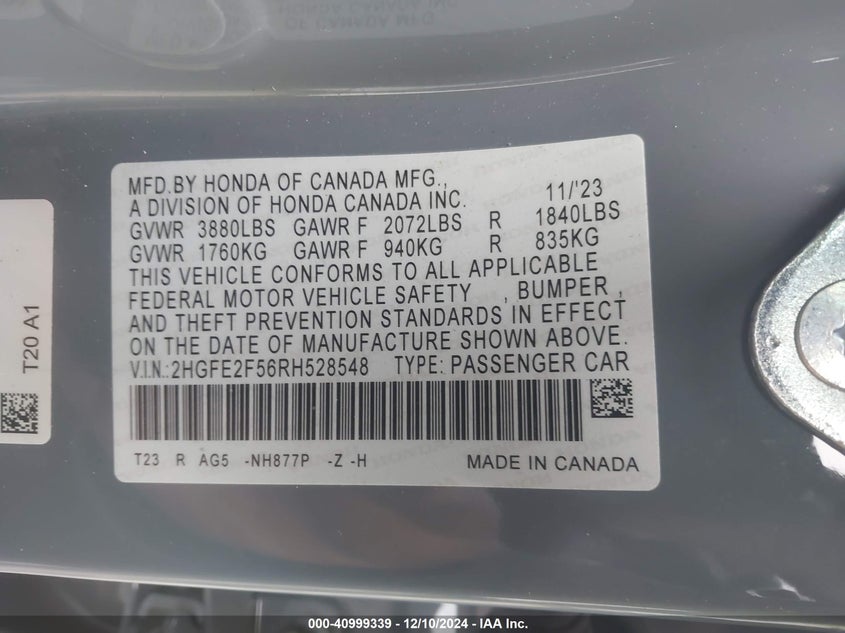 MFD.BY HONDA OF CANADA MFG.,
A DIVISION OF HONDA CANADA INC. 11/'23
GVWR 3880LBS GAWR F 2072LBS R 1840LBS
GVWR 1760KG GAWR F 940KG R 835KG
THIS VEHICLE CONFORMS TO ALL APPLICABLE
FEDERAL MOTOR VEHICLE SAFETY , BUMPER ,
AND THEFT PREVENTION STANDARDS IN EFFECT
ON THE DATE OF MANUFACTURE SHOWN ABOVE.
V.I.N.:2HGFE2F56RH528548 TYPE: PASSENGER CAR
T23 R AG5 -NH877P -Z -H MADE IN CANADA
T20 A1
000-40999339 - 12/10/2024 - IAA, Inc.